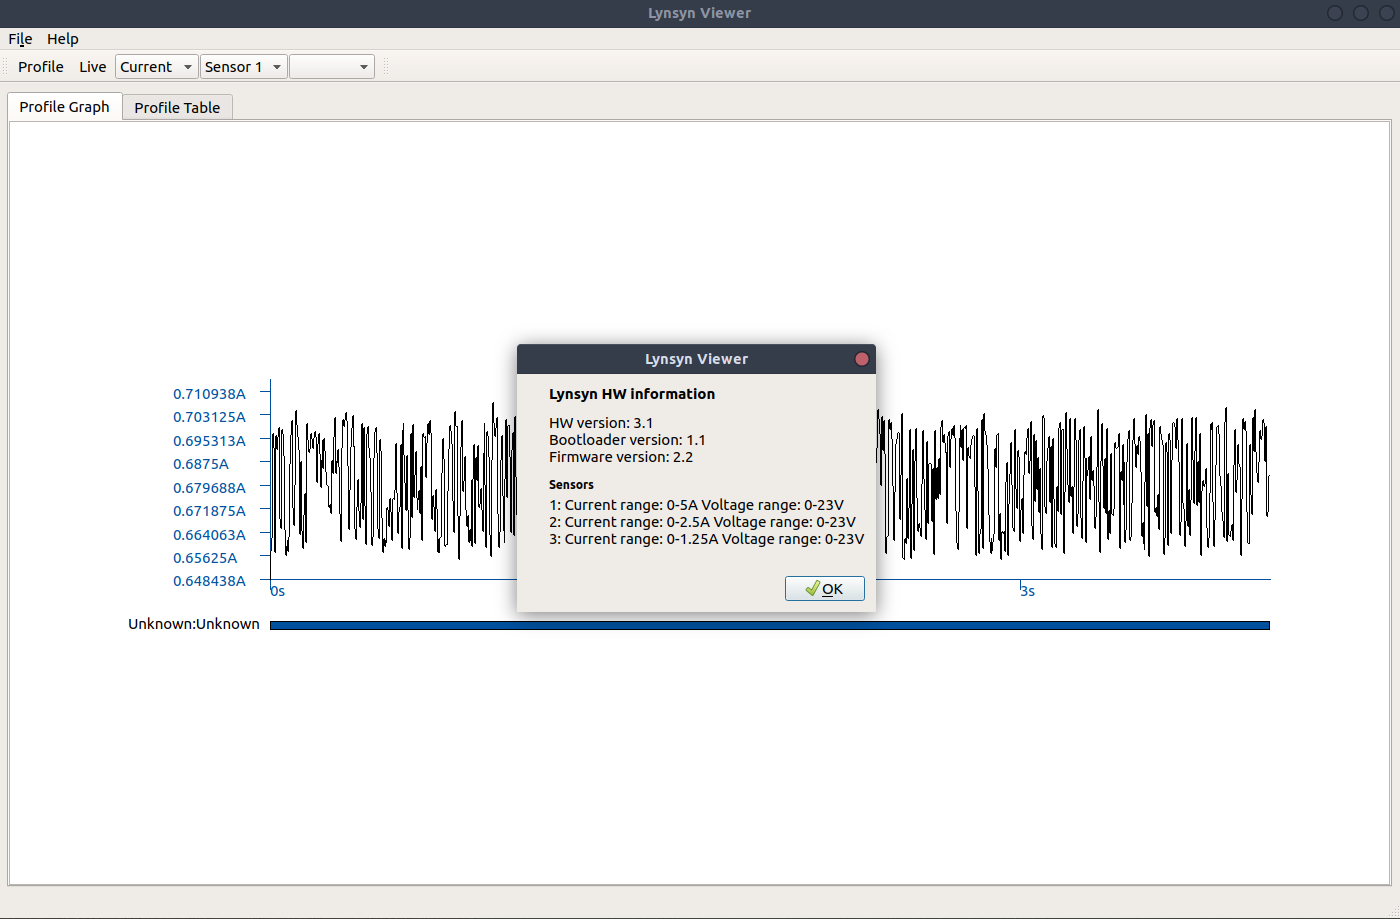 Lynsyn Viewer
File Help
Profile Live Current Sensor 1
Profile Graph Profile Table
0.710938A
0.703125A
0.695313A
0.6875A
0.679688A
0.671875A
0.664063A
0.65625A
0.648438A
0s 3s
Unknown:Unknown
Lynsyn Viewer
Lynsyn HW information
HW version: 3.1
Bootloader version: 1.1
Firmware version: 2.2
Sensors
1: Current range: 0-5A Voltage range: 0-23V
2: Current range: 0-2.5A Voltage range: 0-23V
3: Current range: 0-1.25A Voltage range: 0-23V
OK